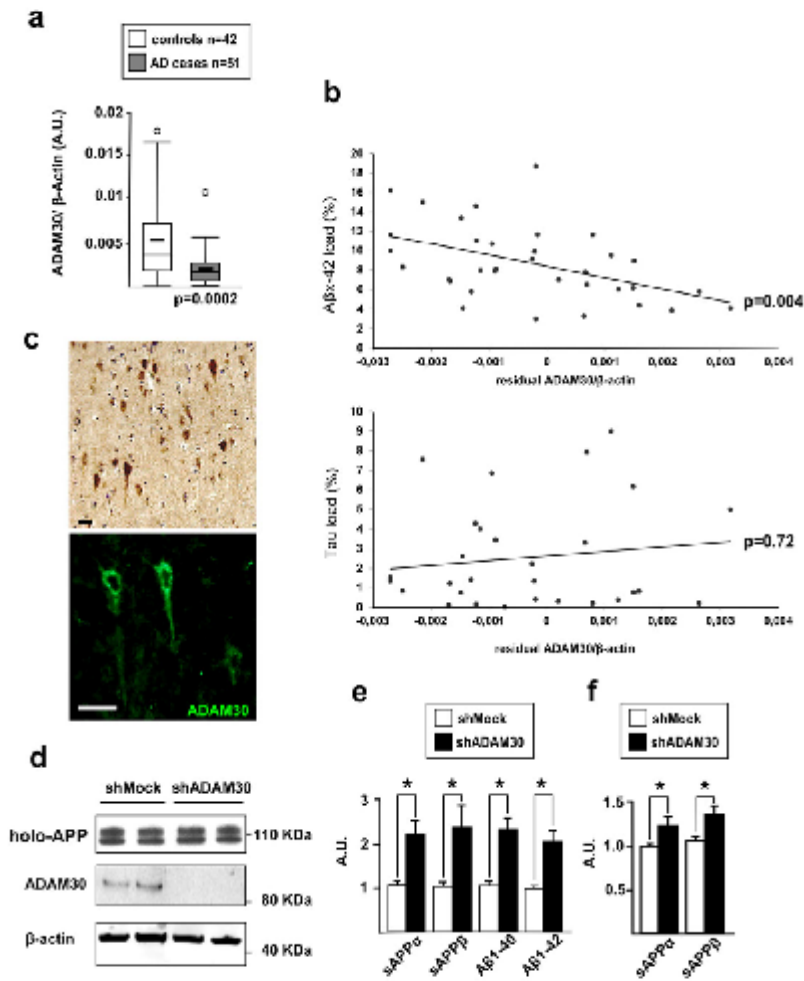 a
controls n=42
AD cases n=51
ADAM30/ β-Actin (A.U.)
0.02
0.015
0.01
0.005
p=0.0002
b
Aβx-42 load (%)
20
18
16
14
12
10
8
6
4
2
0
-0,003 -0,002 -0,001 0 0,001 0,002 0,003 0,004
residual ADAM30/β-actin
p=0.004
Tau load (%)
10
9
8
7
6
5
4
3
2
1
0
-0,003 -0,002 -0,001 0 0,001 0,002 0,003 0,004
residual ADAM30/β-actin
p=0.72
c
ADAM30
d
shMock shADAM30
holo-APP
110 KDa
ADAM30
80 KDa
β-actin
40 KDa
e
shMock
shADAM30
A.U.
3
2
1
* * * *
sAPPα sAPPβ Aβ1-40 Aβ1-42
f
shMock
shADAM30
A.U.
1.5
1.0
0.5
* *
sAPPα sAPPβ